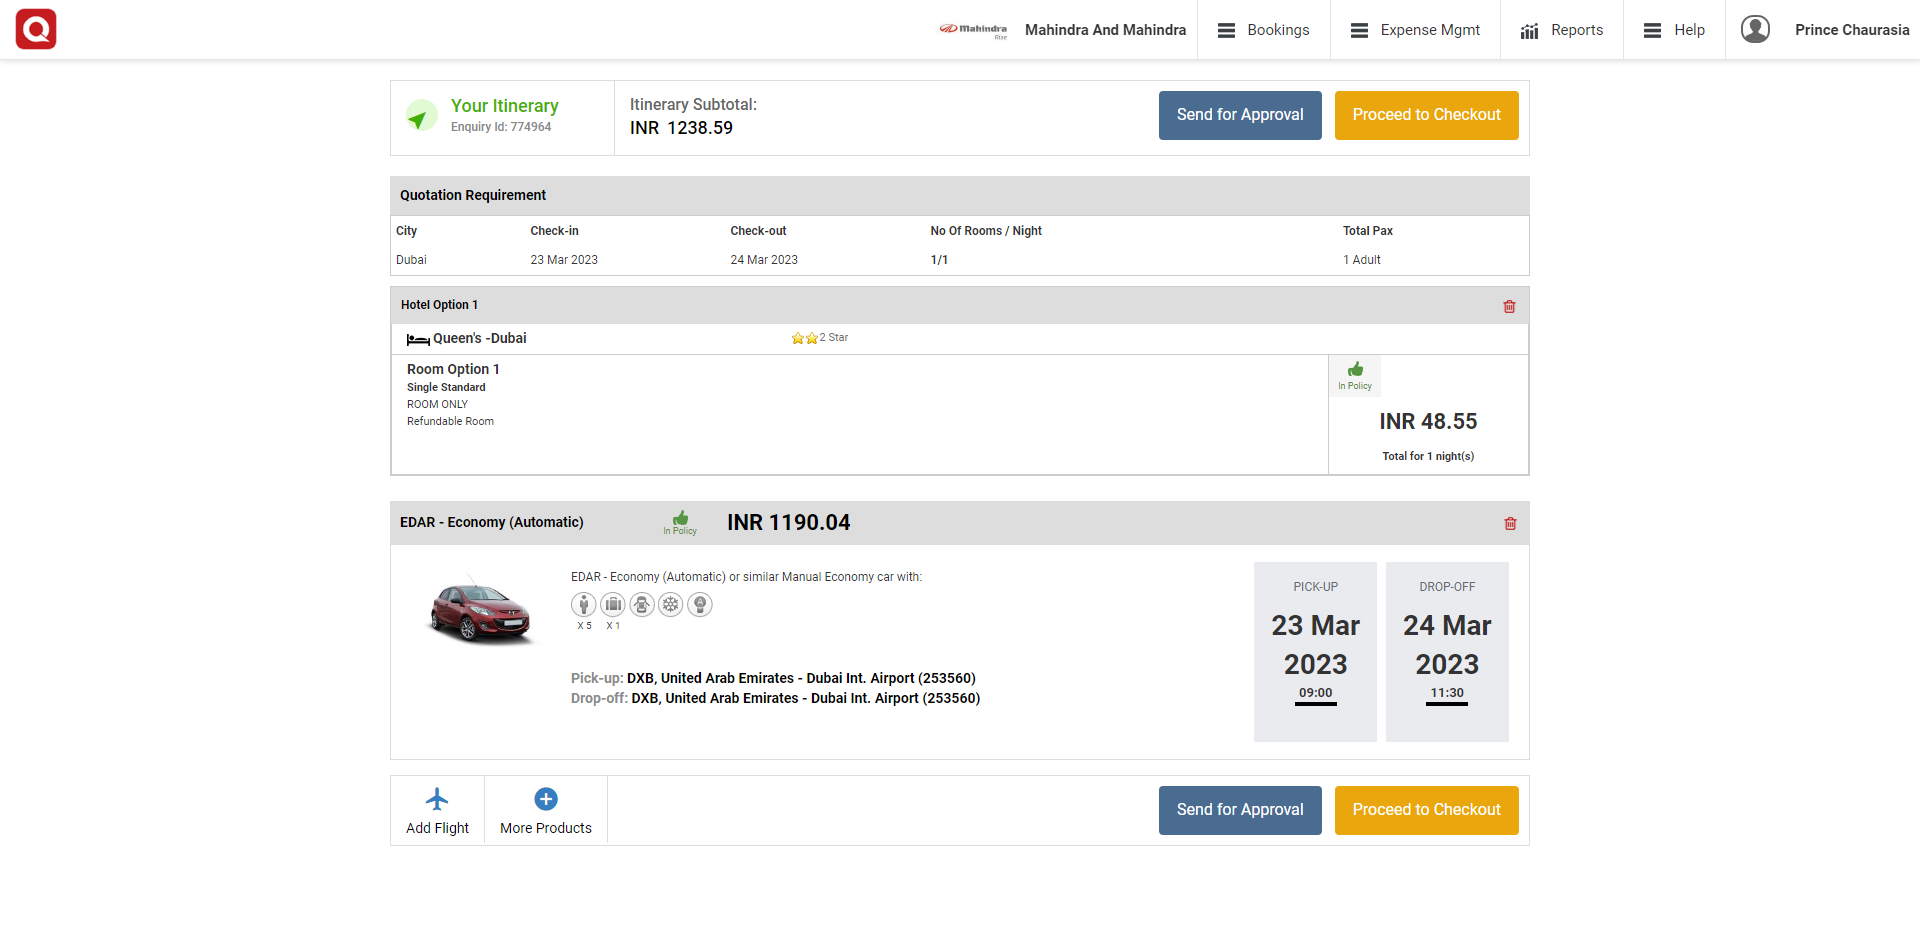 Q
Mahindra
Rise
Mahindra And Mahindra
Bookings
Expense Mgmt
Reports
Help
Prince Chaurasia
Your Itinerary
Enquiry Id: 774964
Itinerary Subtotal:
INR 1238.59
Send for Approval
Proceed to Checkout
Quotation Requirement
City Check-in Check-out No Of Rooms / Night Total Pax
Dubai 23 Mar 2023 24 Mar 2023 1/1 1 Adult
Hotel Option 1
Queen's -Dubai
2 Star
Room Option 1
Single Standard
ROOM ONLY
Refundable Room
In Policy
INR 48.55
Total for 1 night(s)
EDAR - Economy (Automatic)
In Policy
INR 1190.04
EDAR - Economy (Automatic) or similar Manual Economy car with:
A
X 5 X 1
Pick-up: DXB, United Arab Emirates - Dubai Int. Airport (253560)
Drop-off: DXB, United Arab Emirates - Dubai Int. Airport (253560)
PICK-UP
23 Mar
2023
09:00
DROP-OFF
24 Mar
2023
11:30
Add Flight
More Products
Send for Approval
Proceed to Checkout